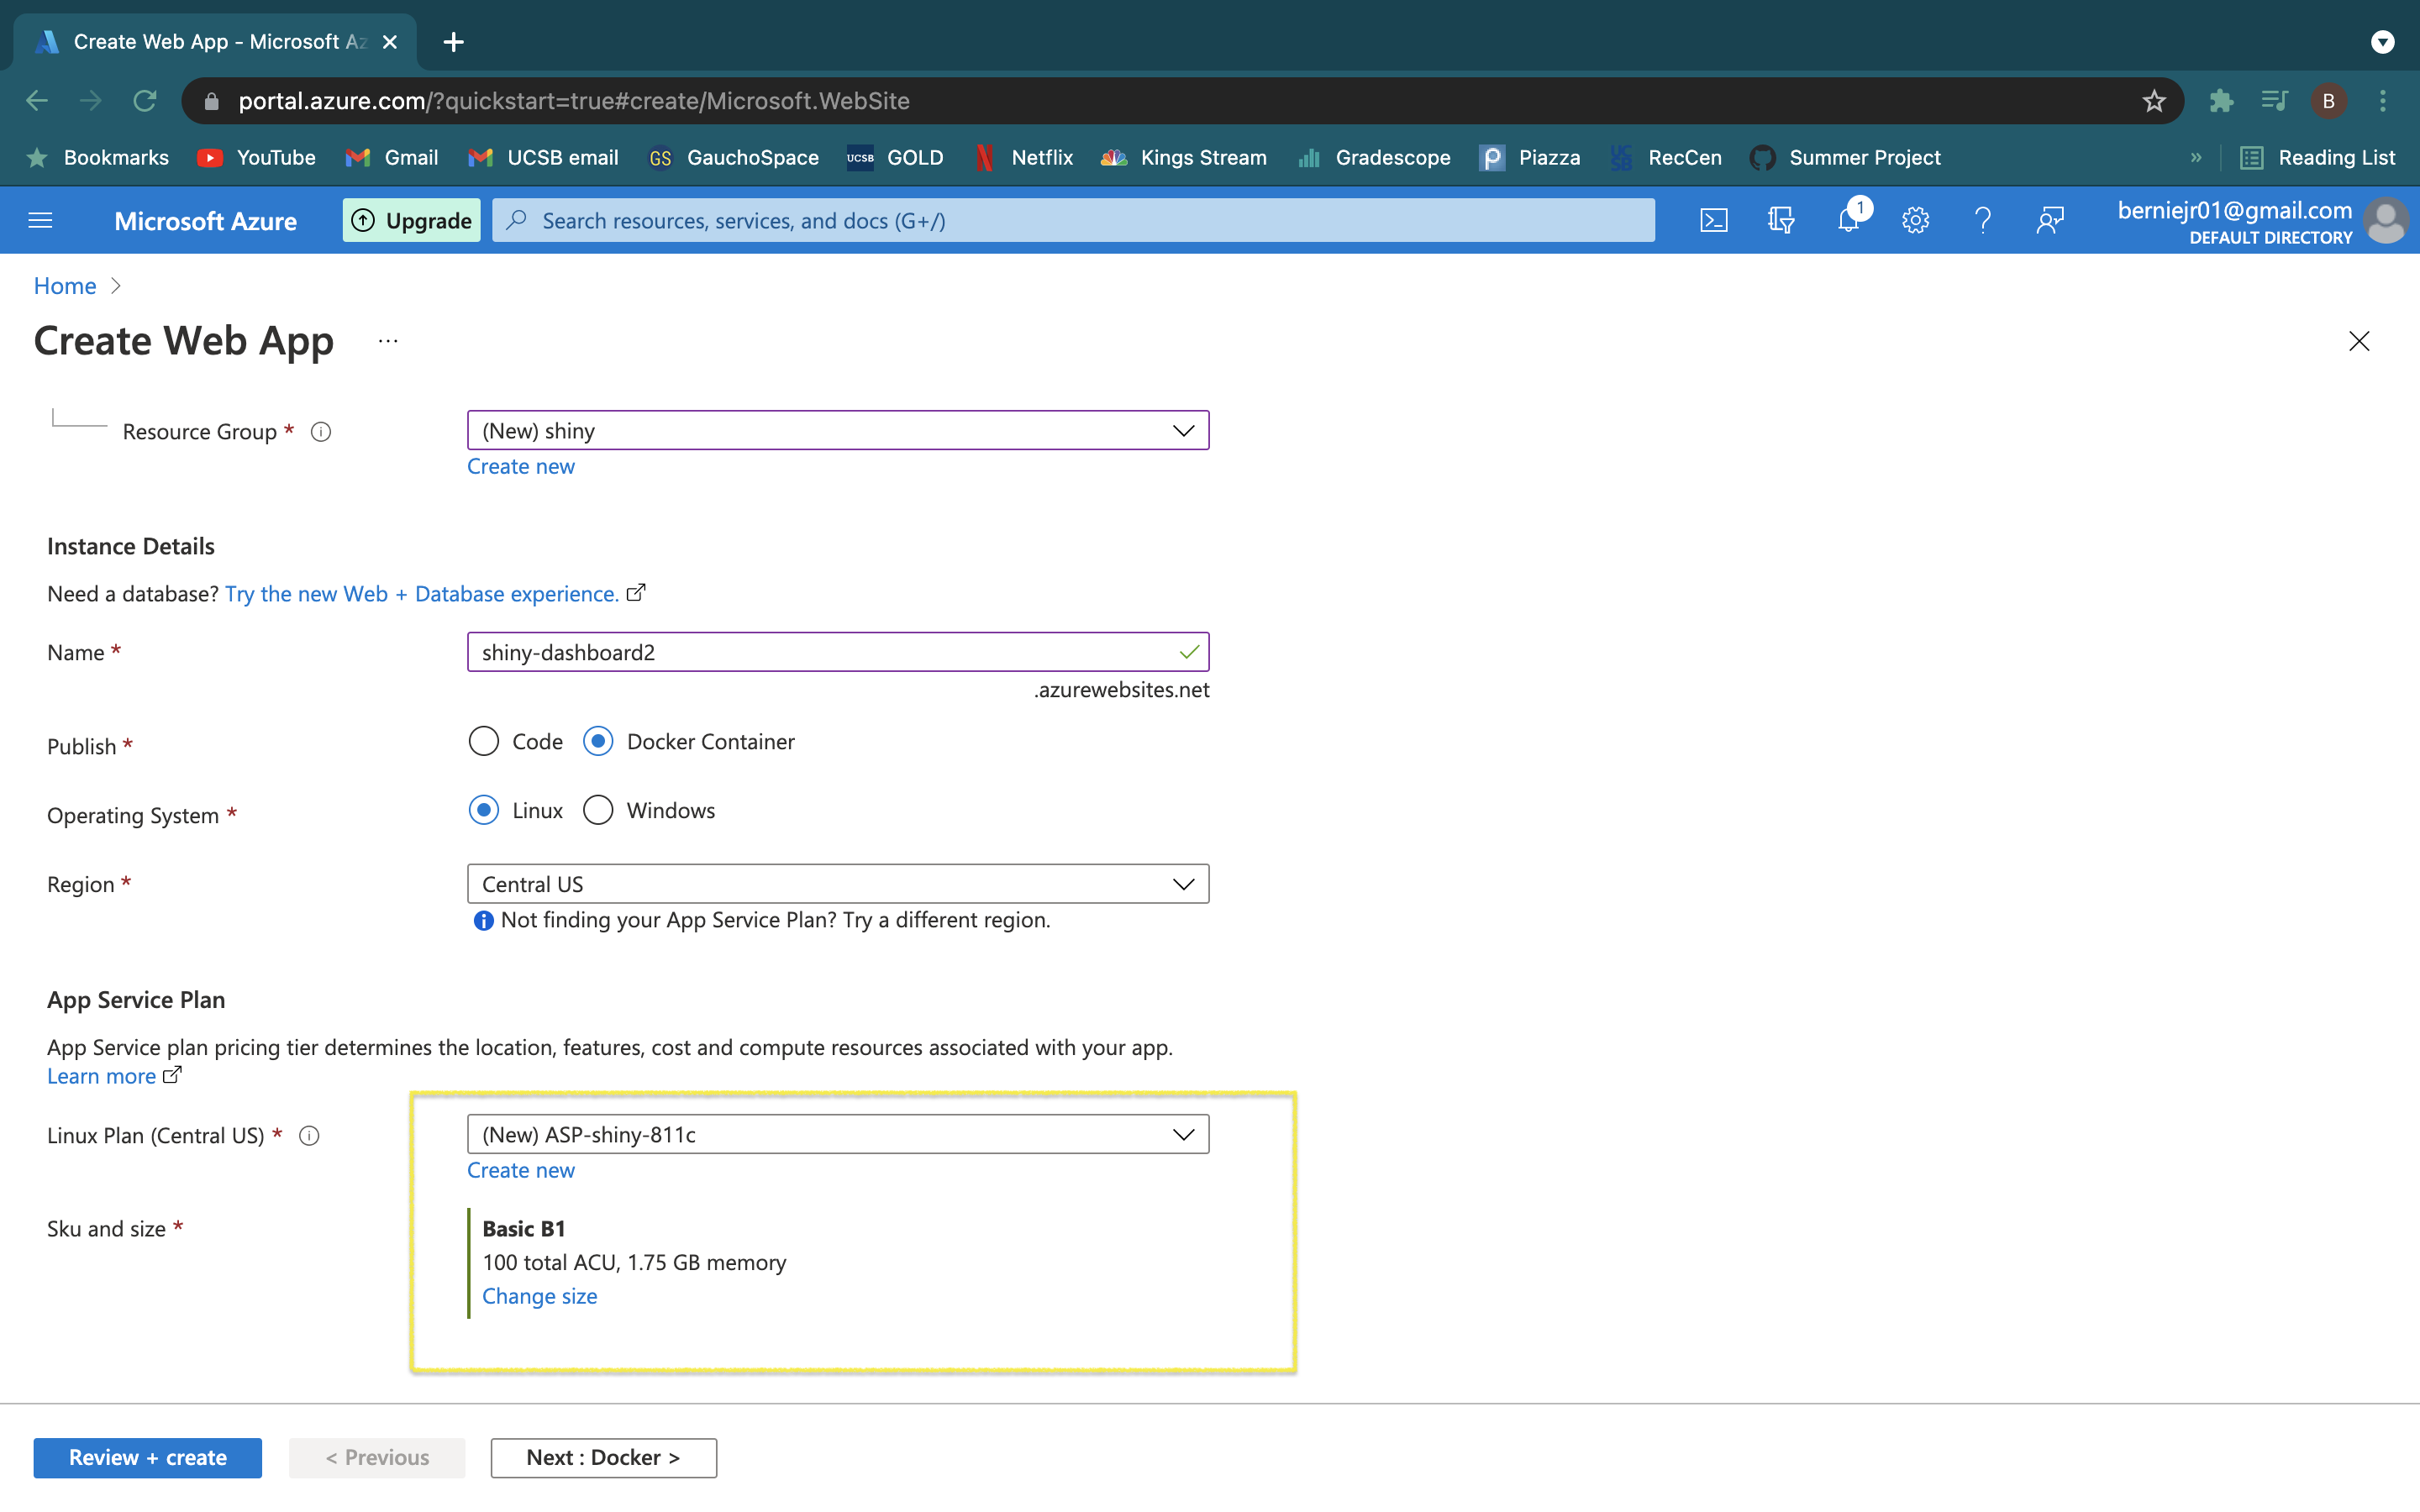 Create Web App - Microsoft Az
portal.azure.com/?quickstart=true#create/Microsoft.WebSite
B
Bookmarks YouTube Gmail UCSB email GS GauchoSpace UCSB GOLD Netflix Kings Stream Gradescope Piazza UCSB RecCen Summer Project » Reading List
Microsoft Azure Upgrade Search resources, services, and docs (G+/) 1 berniejr01@gmail.com
DEFAULT DIRECTORY
Home >
Create Web App ...
Resource Group * (New) shiny
Create new
Instance Details
Need a database? Try the new Web + Database experience.
Name * shiny-dashboard2
.azurewebsites.net
Publish * Code Docker Container
Operating System * Linux Windows
Region * Central US
Not finding your App Service Plan? Try a different region.
App Service Plan
App Service plan pricing tier determines the location, features, cost and compute resources associated with your app.
Learn more
Linux Plan (Central US) * (New) ASP-shiny-811c
Create new
Sku and size * Basic B1
100 total ACU, 1.75 GB memory
Change size
Review + create < Previous Next : Docker >